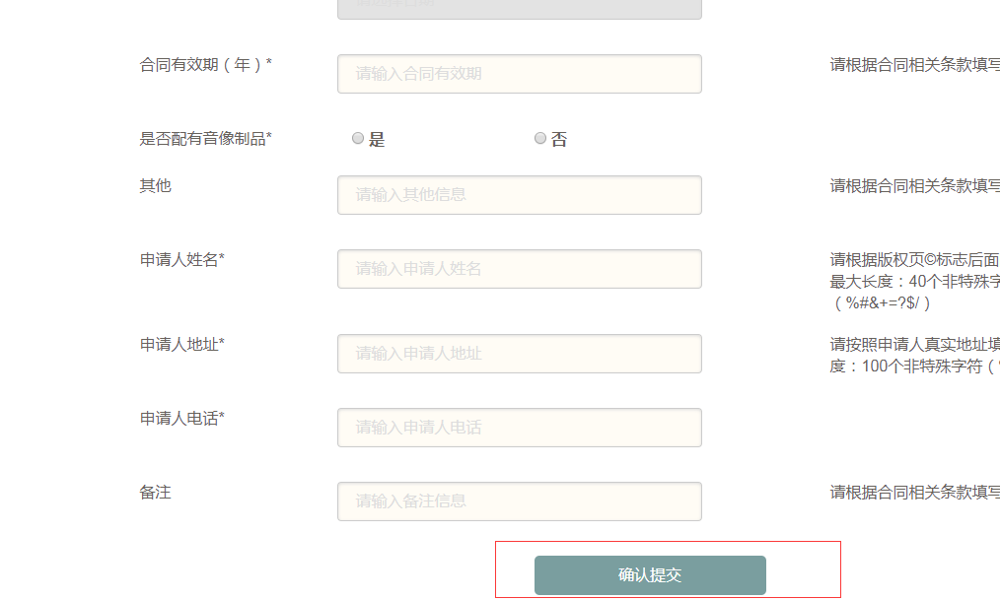 合同有效期（年）*
请输入合同有效期
请根据合同相关条款填写
是否配有音像制品*
是
否
其他
请输入其他信息
请根据合同相关条款填写
申请人姓名*
请输入申请人姓名
请根据版权页©标志后面
最大长度：40个非特殊字
（%#&+=?$/）
申请人地址*
请输入申请人地址
请按照申请人真实地址填
度：100个非特殊字符（
申请人电话*
请输入申请人电话
备注
请输入备注信息
请根据合同相关条款填写
确认提交